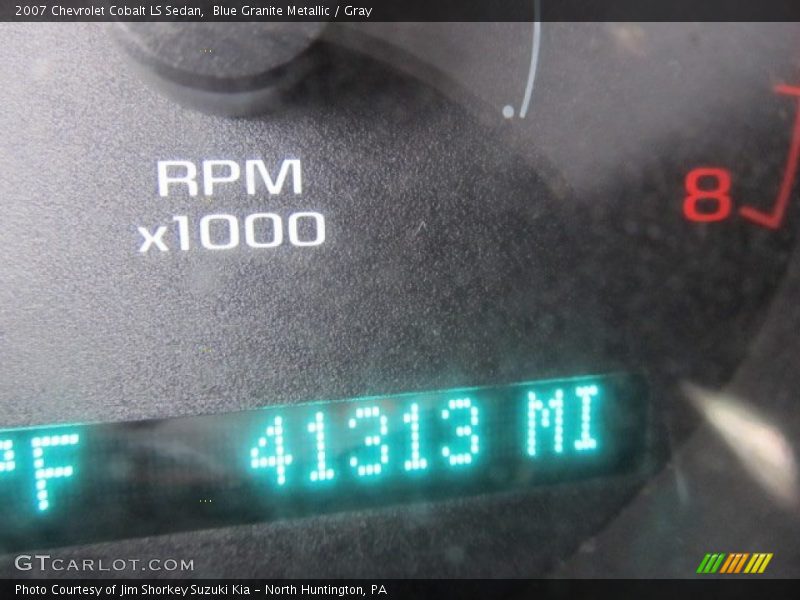 2007 Chevrolet Cobalt LS Sedan, Blue Granite Metallic / Gray
RPM
x1000
8
°F 41313 MI
GTCARLOT.COM
Photo Courtesy of Jim Shorkey Suzuki Kia - North Huntington, PA